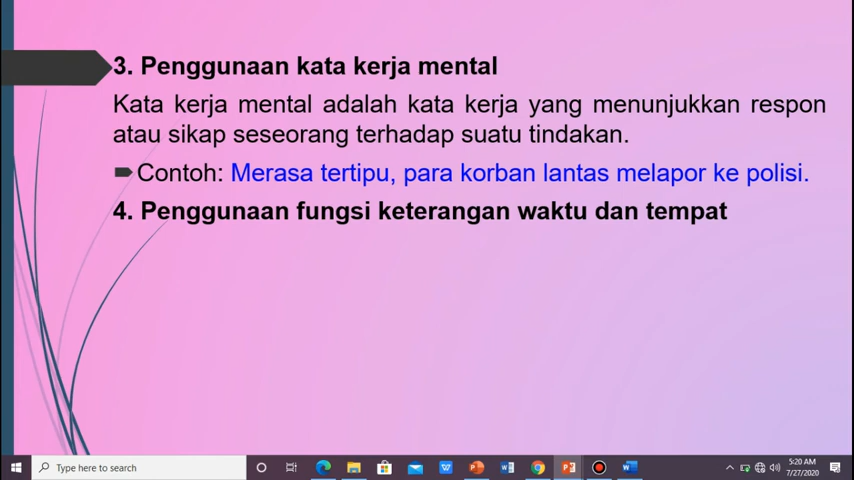 3. Penggunaan kata kerja mental
Kata kerja mental adalah kata kerja yang menunjukkan respon
atau sikap seseorang terhadap suatu tindakan.
Contoh: Merasa tertipu, para korban lantas melapor ke polisi.
4. Penggunaan fungsi keterangan waktu dan tempat
Type here to search
5:20 AM
7/27/2020